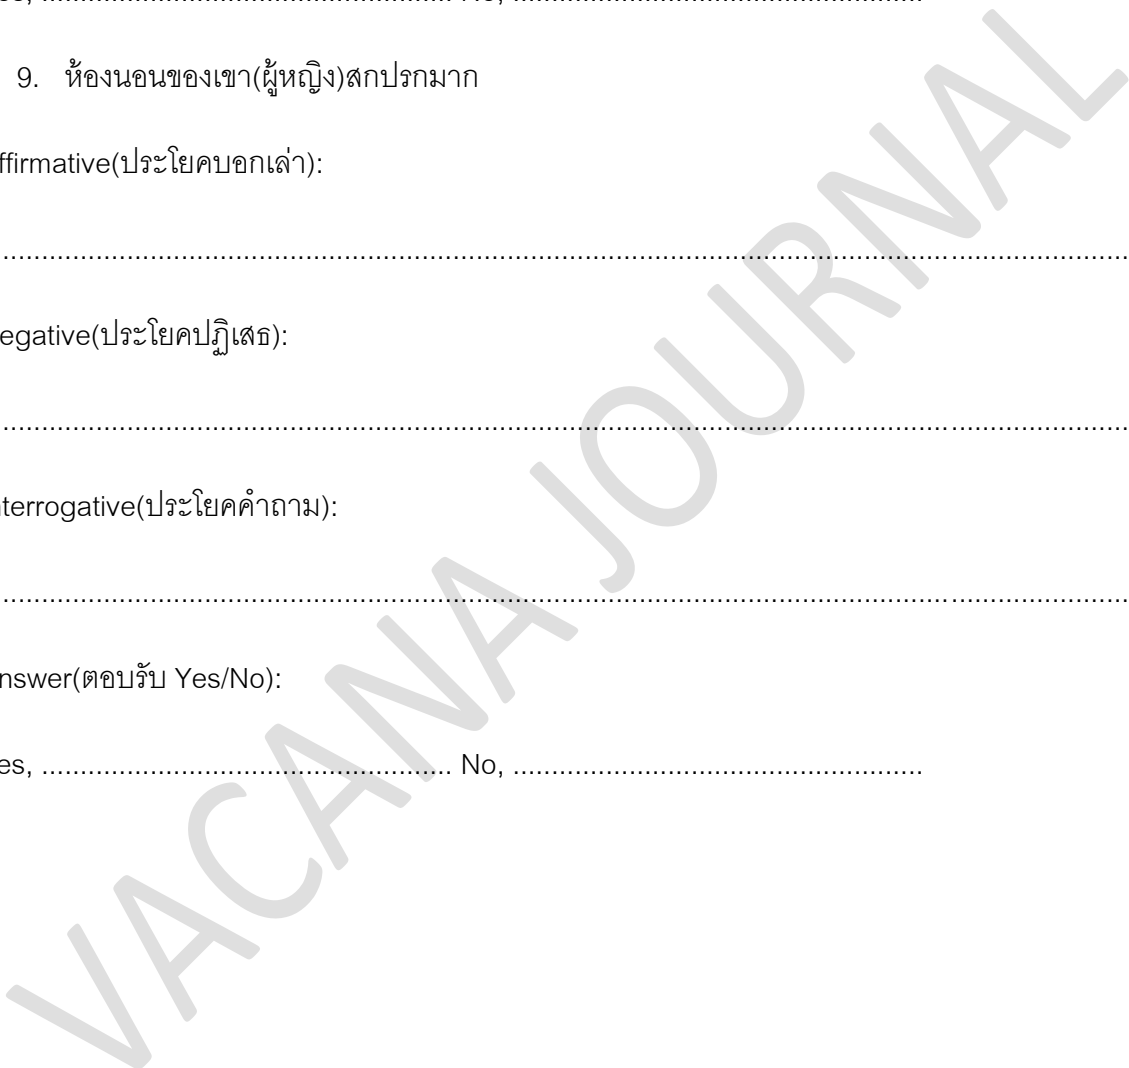 es, ..................................................... No, .....................................................
9. ห้องนอนของเขา(ผู้หญิง)สกปรกมาก
ffirmative(ประโยคบอกเล่า):
.................................................................................................................................................
egative(ประโยคปฏิเสธ):
.................................................................................................................................................
terrogative(ประโยคคำถาม):
.................................................................................................................................................
nswer(ตอบรับ Yes/No):
es, ..................................................... No, .....................................................
VACANA JOURNAL